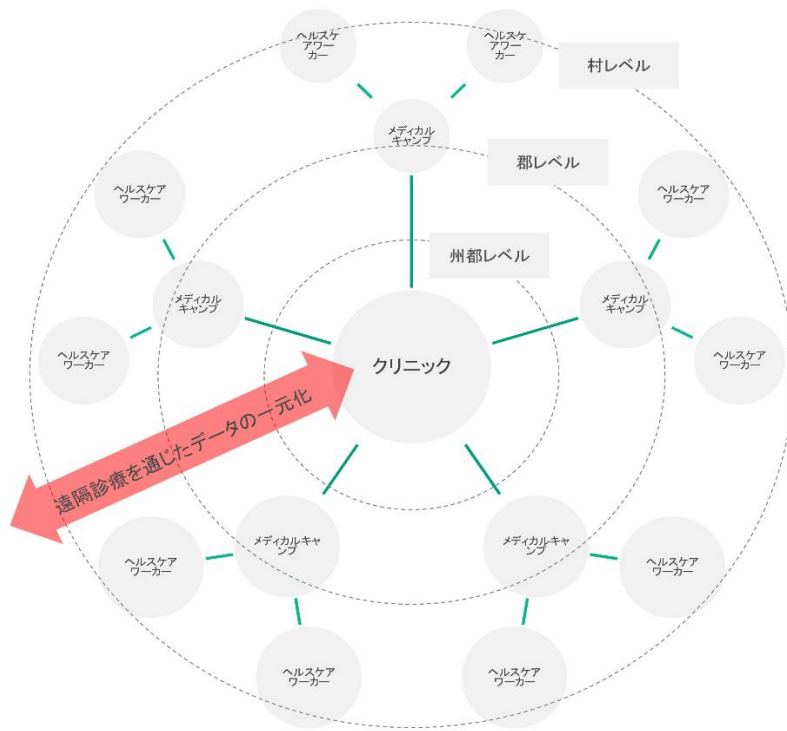 ヘルスケ
アワー
カー
ヘルスケ
アワー
カー
村レベル
メディカル
キャンプ
郡レベル
ヘルスケア
ワーカー
ヘルスケア
ワーカー
州都レベル
メディカル
キャンプ
メディカル
キャンプ
ヘルスケア
ワーカー
クリニック
ヘルスケア
ワーカー
遠隔診療を通じたデータの一元化
メディカルキャ
ンプ
メディカルキャ
ンプ
ヘルスケア
ワーカー
ヘルスケア
ワーカー
ヘルスケア
ワーカー
ヘルスケア
ワーカー